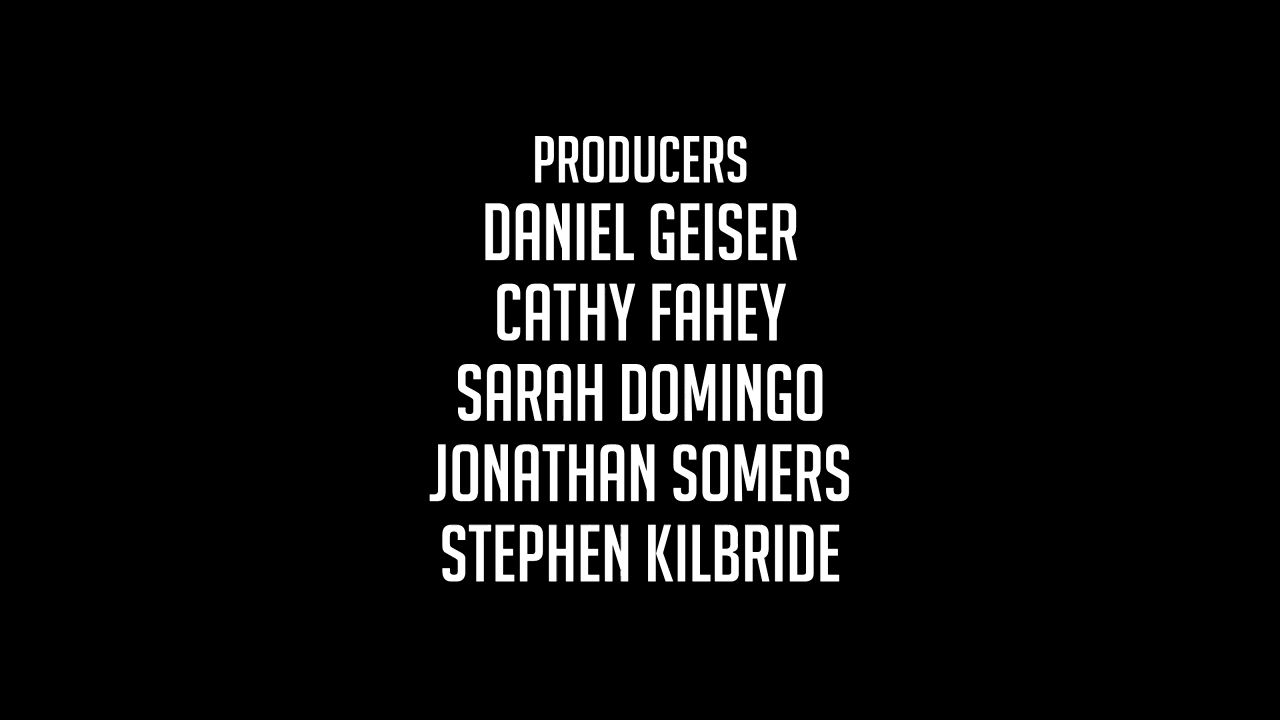 PRODUCERS
DANIEL GEISER
CATHY FAHEY
SARAH DOMINGO
JONATHAN SOMERS
STEPHEN KILBRIDE